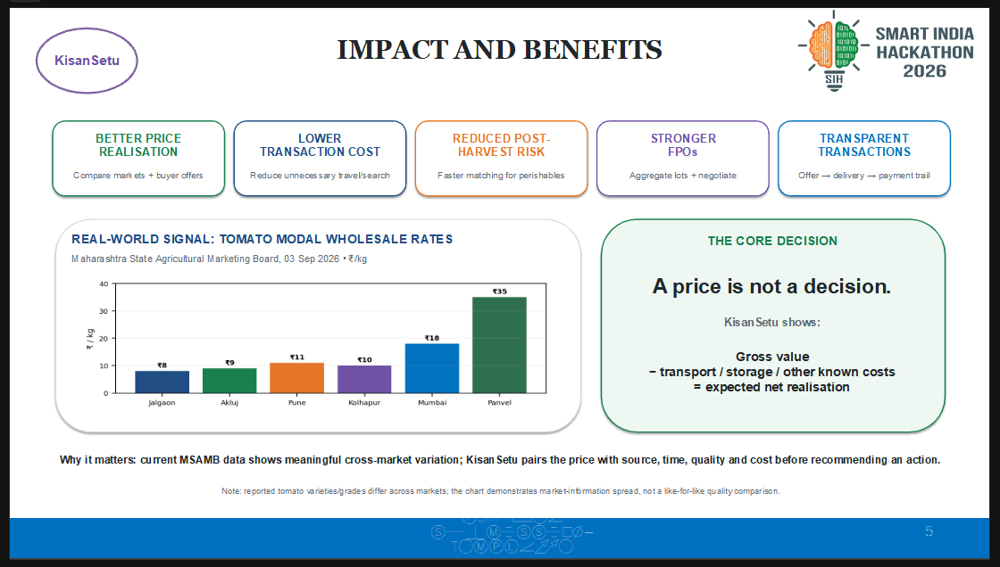 KisanSetu
IMPACT AND BENEFITS
SMART INDIA
HACKATHON
2026
SIH
BETTER PRICE
REALISATION
Compare markets + buyer offers
LOWER
TRANSACTION COST
Reduce unnecessary travel/search
REDUCED POST-
HARVEST RISK
Faster matching for perishables
STRONGER
FPOs
Aggregate lots + negotiate
TRANSPARENT
TRANSACTIONS
Offer → delivery → payment trail
REAL-WORLD SIGNAL: TOMATO MODAL WHOLESALE RATES
Maharashtra State Agricultural Marketing Board, 03 Sep 2026 • ₹/kg
₹ / kg
40
30
20
10
0
₹8
₹9
₹11
₹10
₹18
₹35
Jalgaon
Akluj
Pune
Kolhapur
Mumbai
Panvel
THE CORE DECISION
A price is not a decision.
KisanSetu shows:
Gross value
− transport / storage / other known costs
= expected net realisation
Why it matters: current MSAMB data shows meaningful cross-market variation; KisanSetu pairs the price with source, time, quality and cost before recommending an action.
Note: reported tomato varieties/grades differ across markets; the chart demonstrates market-information spread, not a like-for-like quality comparison.
5